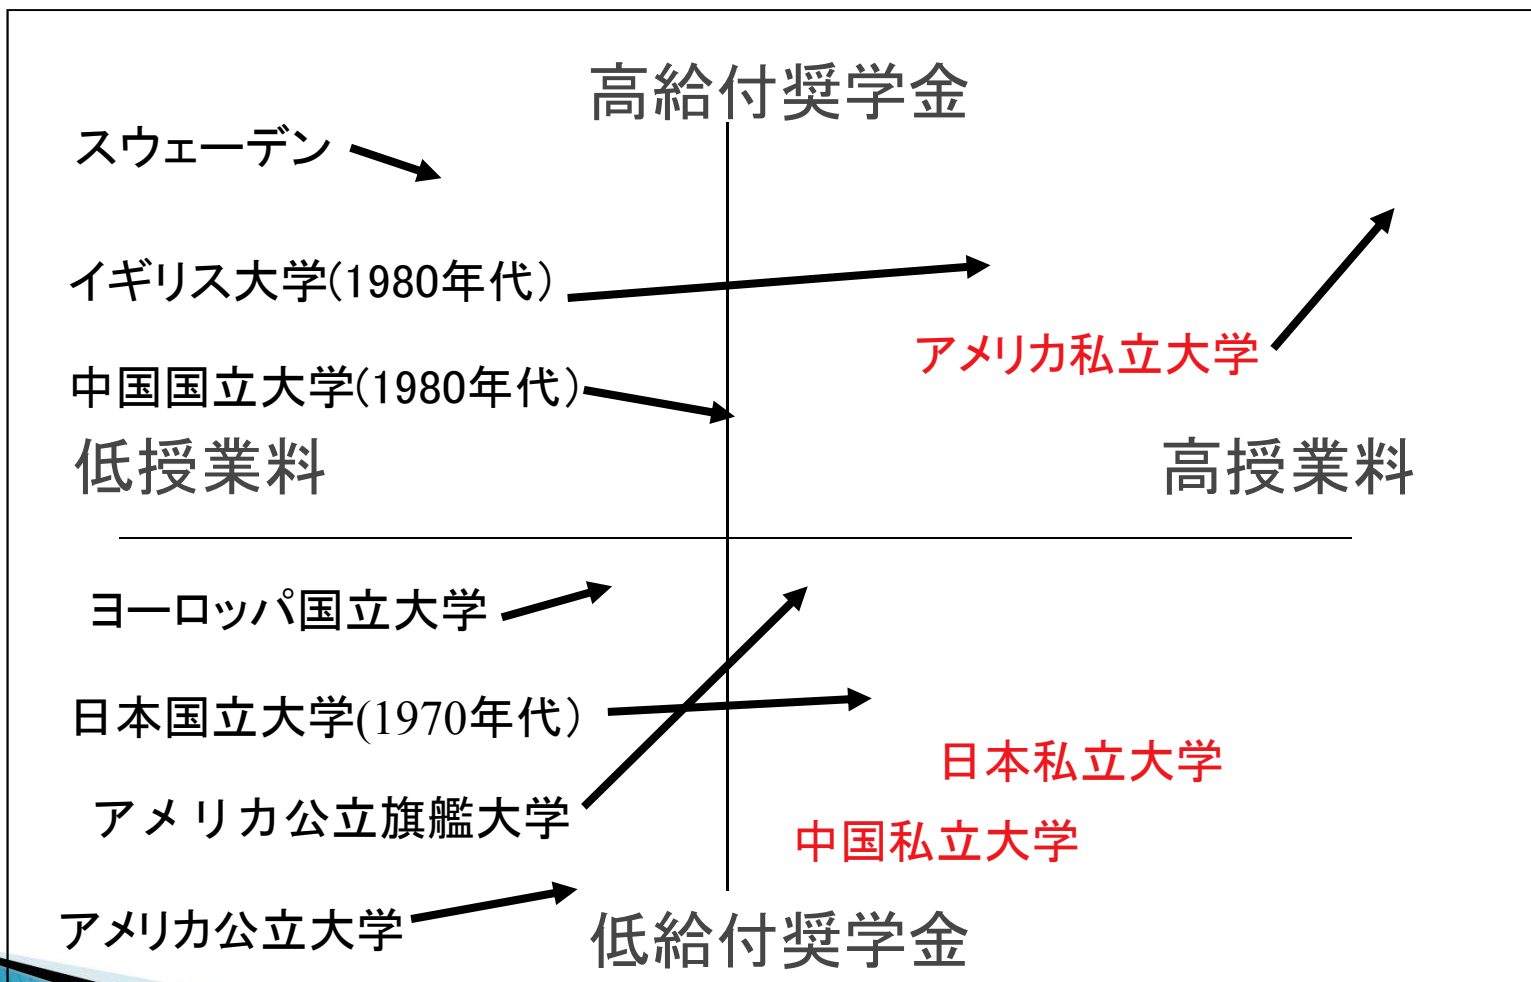 高給付奨学金
スウェーデン
イギリス大学(1980年代）
アメリカ私立大学
中国国立大学(1980年代）
低授業料
高授業料
ヨーロッパ国立大学
日本国立大学(1970年代）
日本私立大学
アメリカ公立旗艦大学
中国私立大学
アメリカ公立大学
低給付奨学金